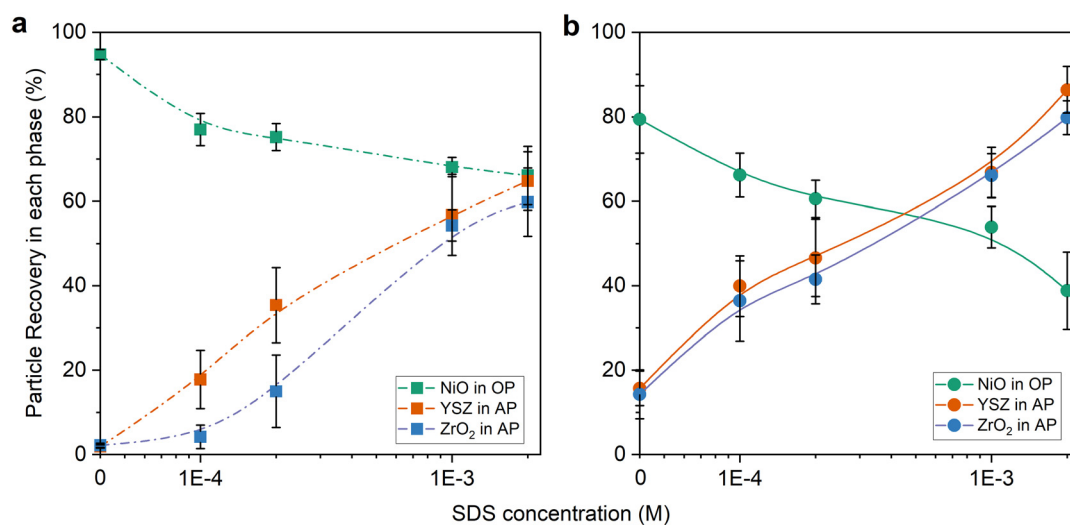 a
100
80
60
40
20
0
Particle Recovery in each phase (%)
NiO in OP
YSZ in AP
ZrO₂ in AP
0
1E-4
1E-3
b
100
80
60
40
20
0
NiO in OP
YSZ in AP
ZrO₂ in AP
0
1E-4
1E-3
SDS concentration (M)